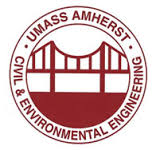 UMASS AMHERST
CIVIL & ENVIRONMENTAL ENGINEERING